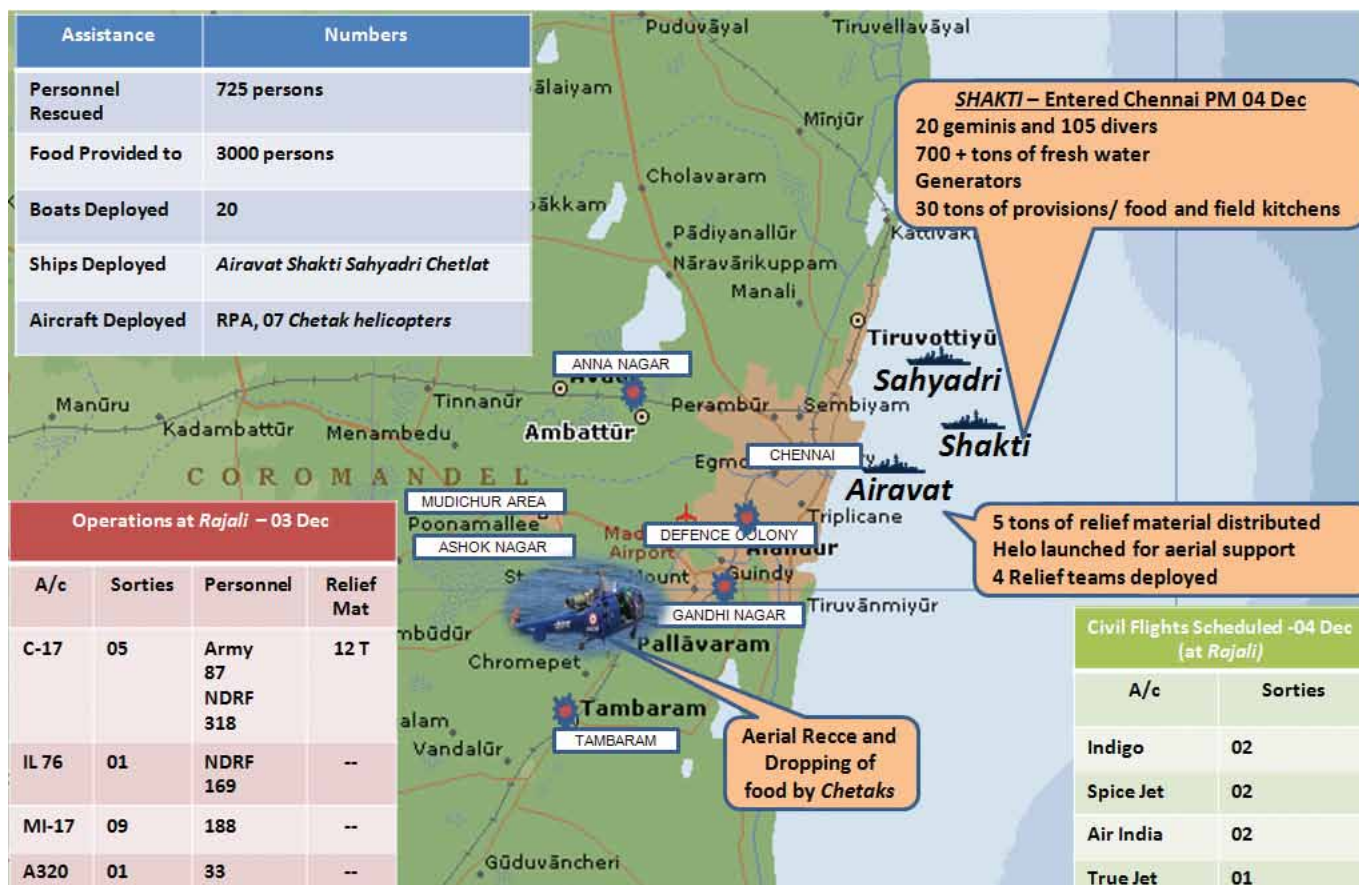 Assistance Numbers
Personnel Rescued 725 persons
Food Provided to 3000 persons
Boats Deployed 20
Ships Deployed Airavat Shakti Sahyadri Chetlat
Aircraft Deployed RPA, 07 Chetak helicopters
Puduvāyal
Tiruvellavāyal
ālaiyam
Mīnjūr
SHAKTI – Entered Chennai PM 04 Dec
20 geminis and 105 divers
700 + tons of fresh water
Generators
30 tons of provisions/ food and field kitchens
Cholavaram
pākkam
Pādiyanallūr
Nāravārikuppam
Manali
Tiruvottiyū
Sahyadri
Shakti
Airavat
ANNA NAGAR
Manūru
Tinnanūr
Perambūr
Sembiyam
Kadambattūr
Menambedu
Ambattūr
Egm
CHENNAI
COROMANDEL
MUDICHUR AREA
Poonamallee
ASHOK NAGAR
Airport
DEFENCE COLONY
Triplicane
Guindy
GANDHI NAGAR
Tiruvānmiyūr
mbūdūr
Pallāvaram
Chromepet
Tambaram
TAMBARAM
alam
Vandalūr
Gūduvāncheri
5 tons of relief material distributed
Helo launched for aerial support
4 Relief teams deployed
Aerial Recce and
Dropping of
food by Chetaks
Operations at Rajali – 03 Dec
A/c Sorties Personnel Relief Mat
C-17 05 Army 87 NDRF 318 12 T
IL 76 01 NDRF 169 --
MI-17 09 188 --
A320 01 33 --
Civil Flights Scheduled -04 Dec
(at Rajali)
A/c Sorties
Indigo 02
Spice Jet 02
Air India 02
True Jet 01